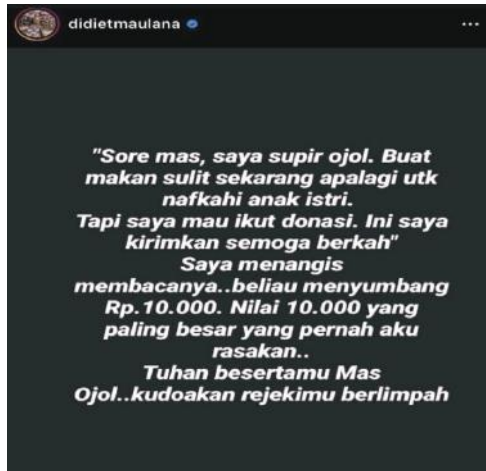 didietmaulana
"Sore mas, saya supir ojol. Buat
makan sulit sekarang apalagi utk
nafkahi anak istri.
Tapi saya mau ikut donasi. Ini saya
kirimkan semoga berkah"
Saya menangis
membacanya..beliau menyumbang
Rp.10.000. Nilai 10.000 yang
paling besar yang pernah aku
rasakan..
Tuhan besertamu Mas
Ojol..kudoakan rejekimu berlimpah